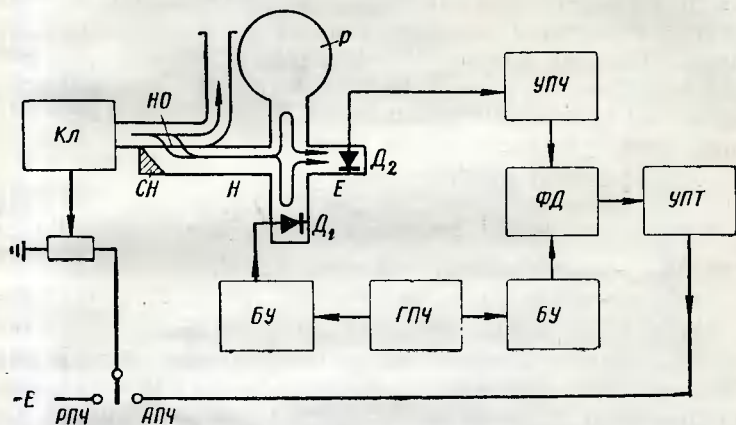 Р
УПЧ
НО
Кл
Д₂
СН
Н
Е
ФД
УПТ
Д₁
БУ
ГПЧ
БУ
-Е
РПЧ
АПЧ